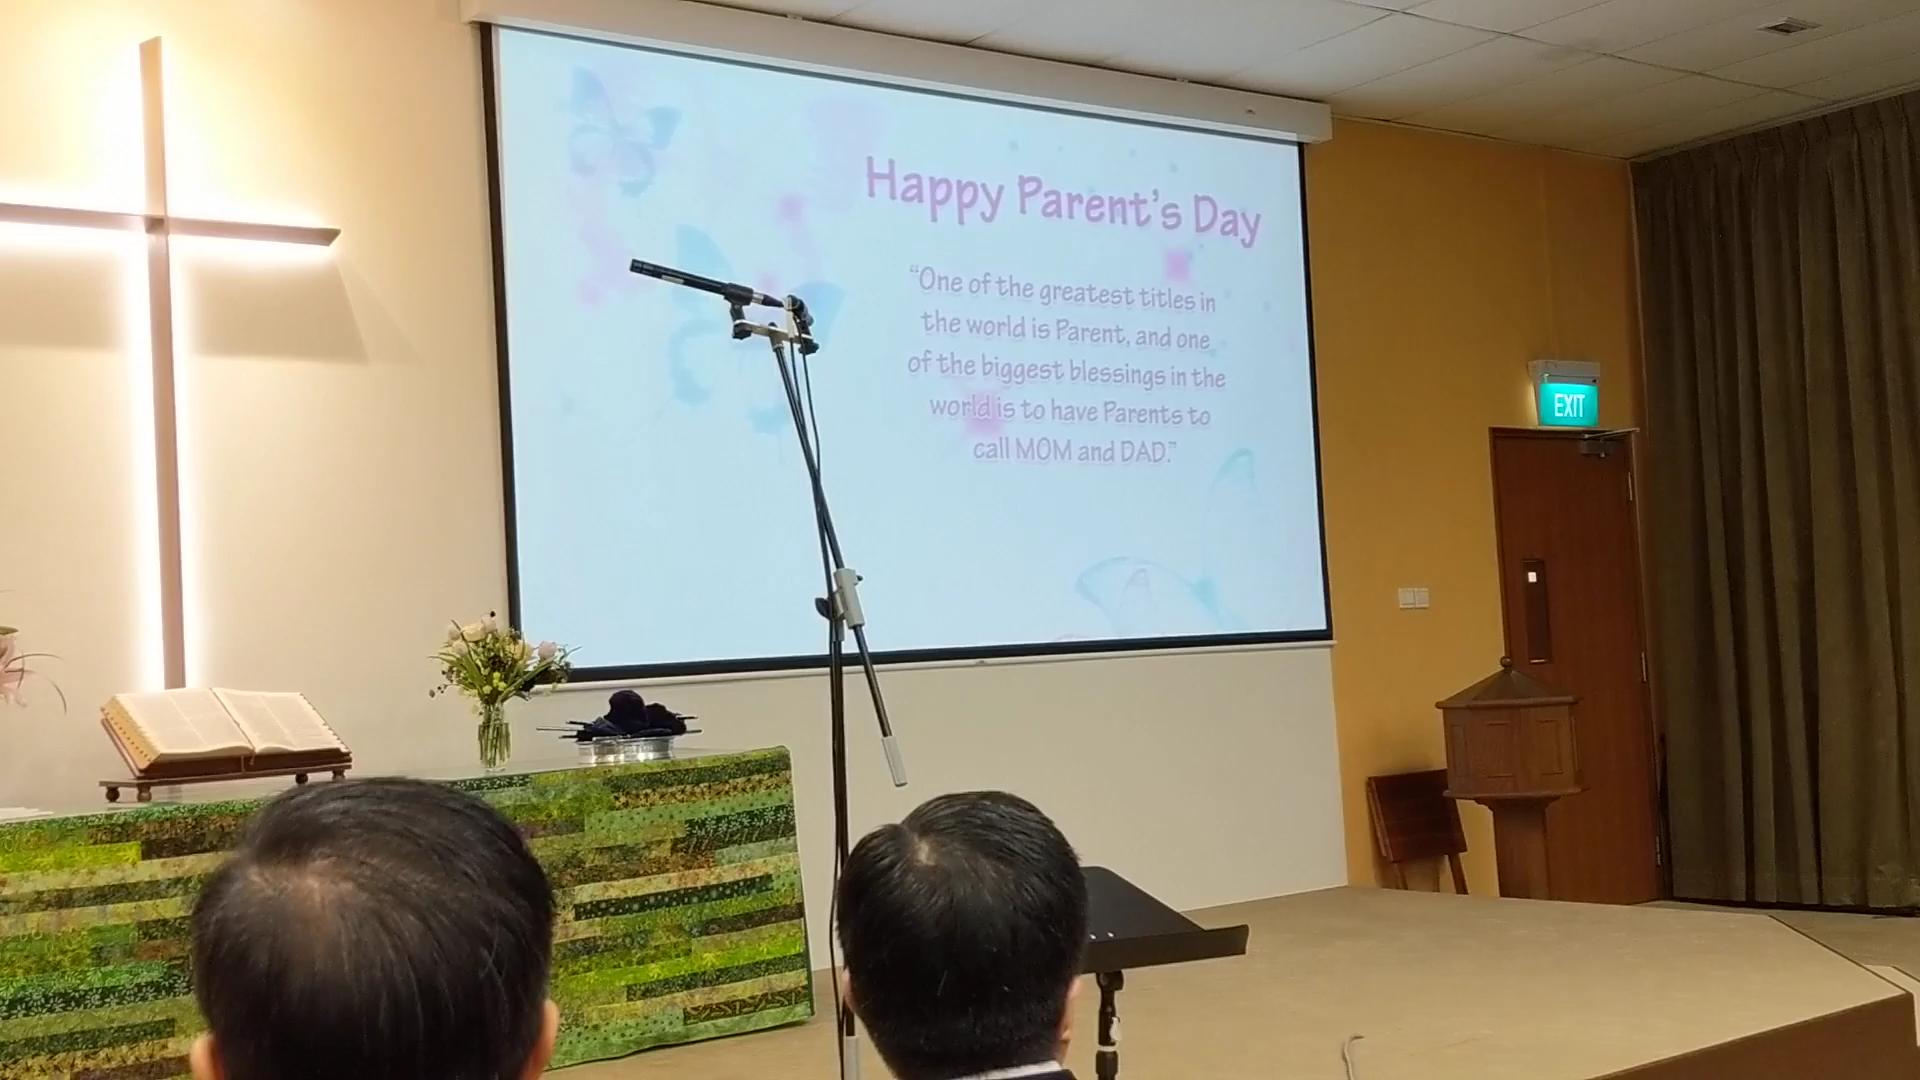 Happy Parent's Day
“One of the greatest titles in
the world is Parent, and one
of the biggest blessings in the
world is to have Parents to
call MOM and DAD.”
EXIT